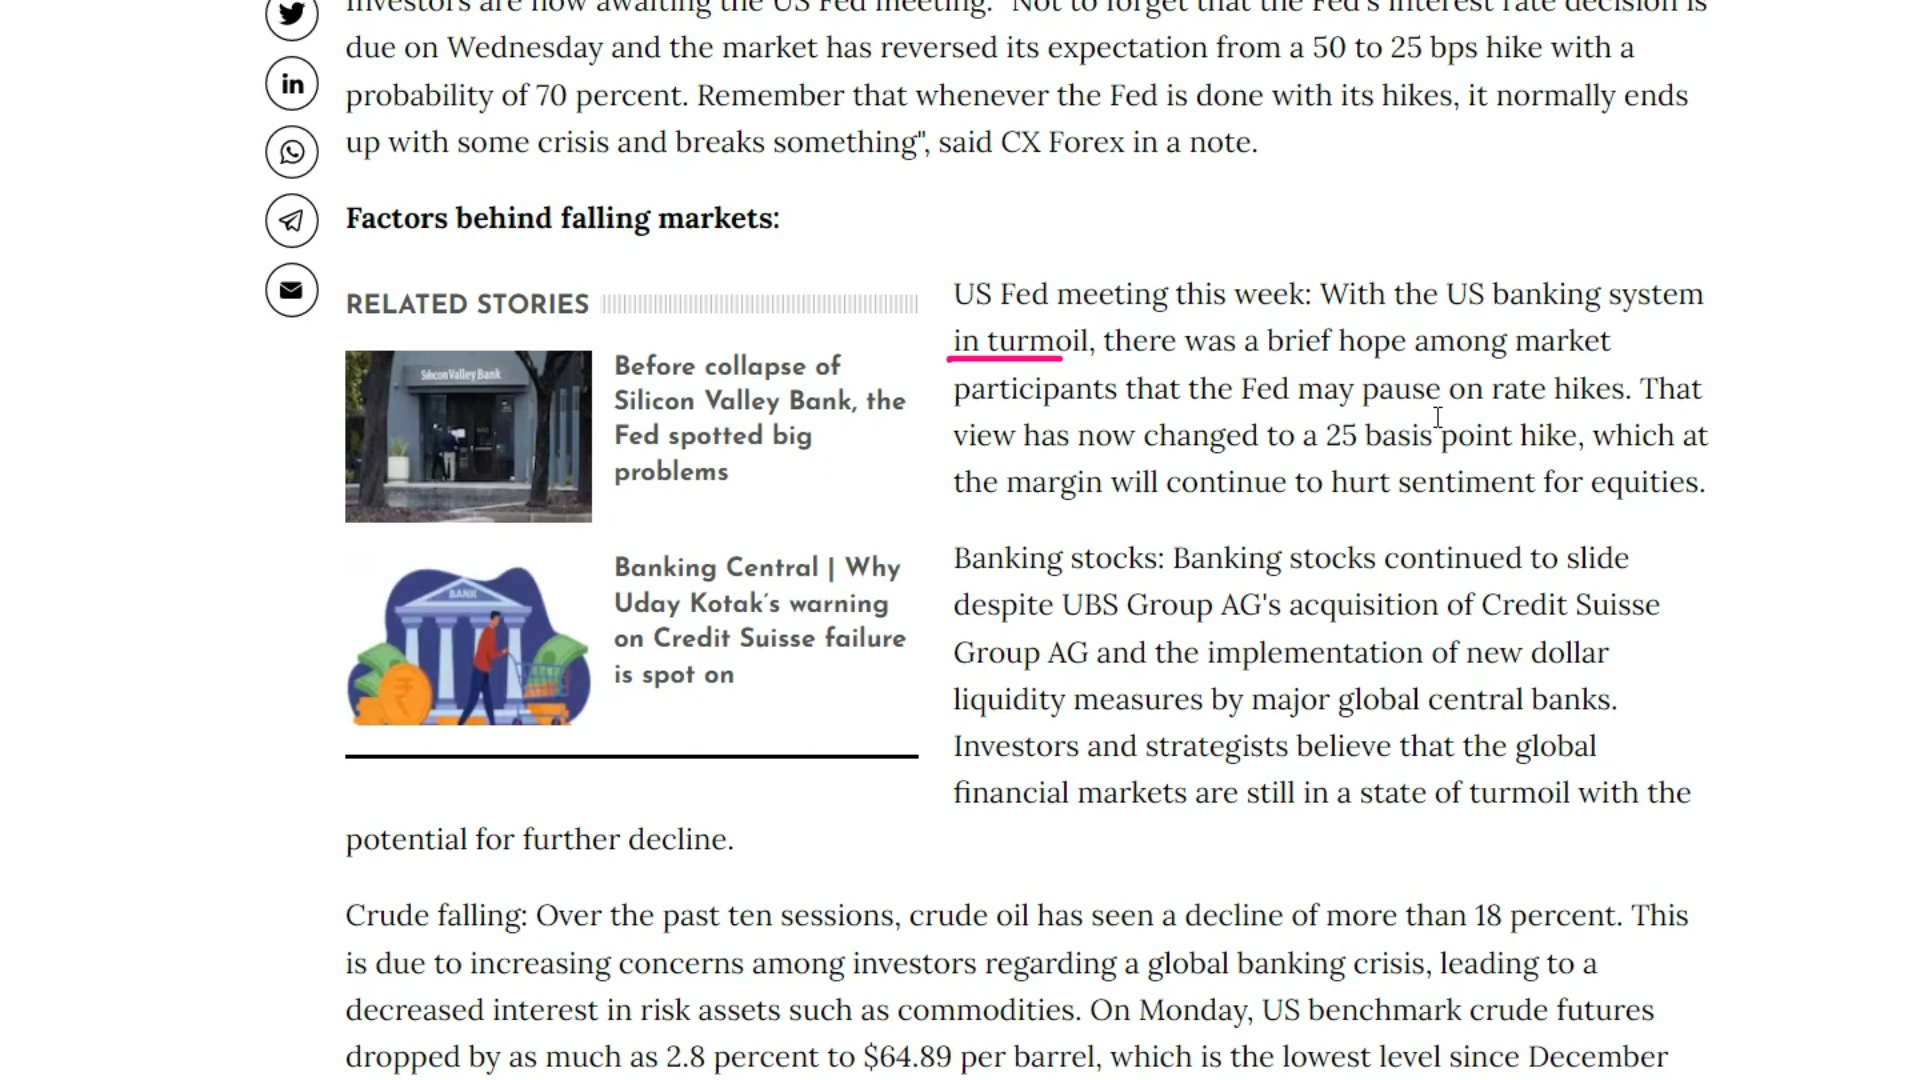 Investors are now awaiting the US Fed meeting. "Not to forget that the Fed's interest rate decision is
due on Wednesday and the market has reversed its expectation from a 50 to 25 bps hike with a
probability of 70 percent. Remember that whenever the Fed is done with its hikes, it normally ends
up with some crisis and breaks something", said CX Forex in a note.
Factors behind falling markets:
RELATED STORIES
Silicon Valley Bank
Before collapse of
Silicon Valley Bank, the
Fed spotted big
problems
BANK
Banking Central | Why
Uday Kotak's warning
on Credit Suisse failure
is spot on
US Fed meeting this week: With the US banking system
in turmoil, there was a brief hope among market
participants that the Fed may pause on rate hikes. That
view has now changed to a 25 basis point hike, which at
the margin will continue to hurt sentiment for equities.
Banking stocks: Banking stocks continued to slide
despite UBS Group AG's acquisition of Credit Suisse
Group AG and the implementation of new dollar
liquidity measures by major global central banks.
Investors and strategists believe that the global
financial markets are still in a state of turmoil with the
potential for further decline.
Crude falling: Over the past ten sessions, crude oil has seen a decline of more than 18 percent. This
is due to increasing concerns among investors regarding a global banking crisis, leading to a
decreased interest in risk assets such as commodities. On Monday, US benchmark crude futures
dropped by as much as 2.8 percent to $64.89 per barrel, which is the lowest level since December